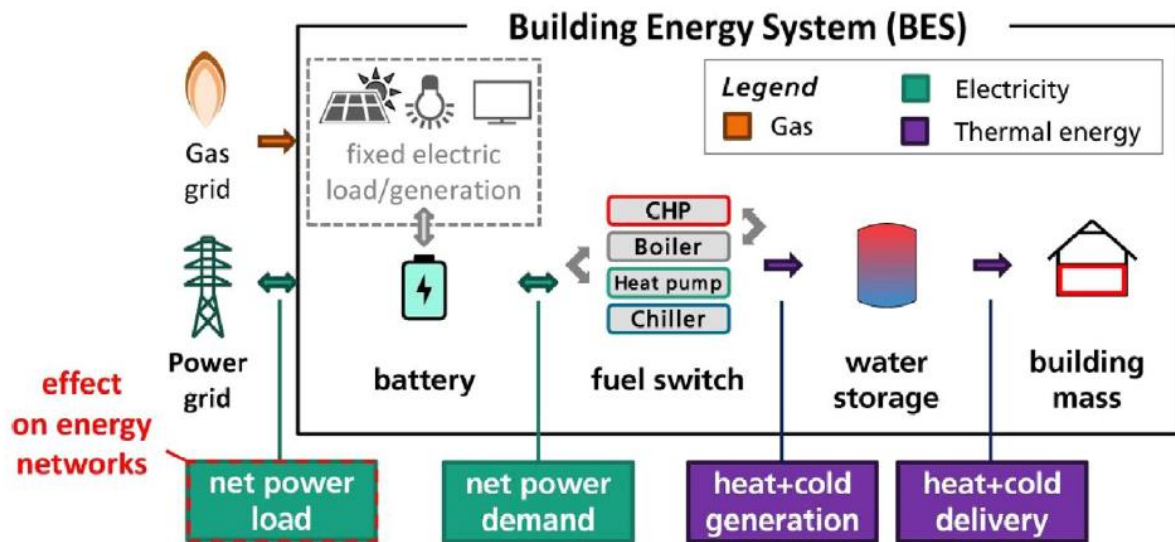 Building Energy System (BES)
Legend
Gas
Electricity
Thermal energy
Gas
grid
fixed electric
load/generation
CHP
Boiler
Heat pump
Chiller
Power
grid
battery
fuel switch
water
storage
building
mass
effect
on energy
networks
net power
load
net power
demand
heat+cold
generation
heat+cold
delivery